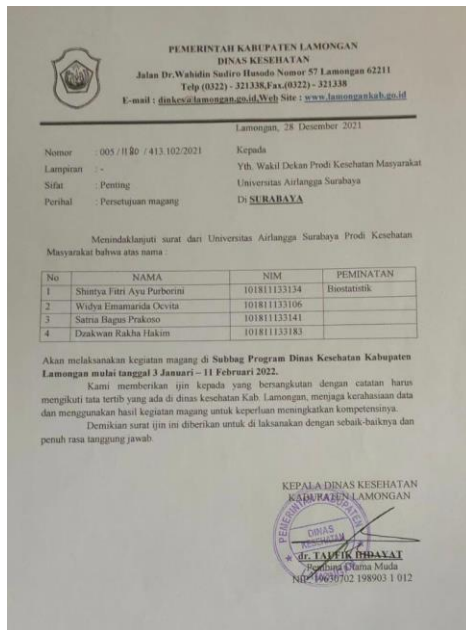 PEMERINTAH KABUPATEN LAMONGAN
DINAS KESEHATAN
Jalan Dr.Wahidin Sudiro Husodo Nomor 57 Lamongan 62211
Telp (0322) - 321338,Fax.(0322) - 321338
E-mail : dinkes@lamongan.go.id,Web Site : www.lamongankab.go.id
Lamongan, 28 Desember 2021
Nomor : 005 / 1180 / 413.102/2021
Lampiran : -
Sifat : Penting
Perihal : Persetujuan magang
Kepada
Yth. Wakil Dekan Prodi Kesehatan Masyarakat
Universitas Airlangga Surabaya
Di SURABAYA
Menindaklanjuti surat dari Universitas Airlangga Surabaya Prodi Kesehatan
Masyarakat bahwa atas nama :
No NAMA NIM PEMINATAN
1 Shintya Fitri Ayu Purborini 101811133134 Biostatistik
2 Widya Emamarida Ocvita 101811133106
3 Satria Bagus Prakoso 101811133141
4 Dzakwan Rakha Hakim 101811133183
Akan melaksanakan kegiatan magang di Subbag Program Dinas Kesehatan Kabupaten
Lamongan mulai tanggal 3 Januari – 11 Februari 2022.
Kami memberikan ijin kepada yang bersangkutan dengan catatan harus
mengikuti tata tertib yang ada di dinas kesehatan Kab. Lamongan, menjaga kerahasiaan data
dan menggunakan hasil kegiatan magang untuk keperluan meningkatkan kompetensinya.
Demikian surat ijin ini diberikan untuk di laksanakan dengan sebaik-baiknya dan
penuh rasa tanggung jawab.
KEPALA DINAS KESEHATAN
KABUPATEN LAMONGAN
PEMERINTAH KABUPATEN
DINAS
KESEHATAN
dr. TAUFIK HIDAYAT
Pembina Utama Muda
NIP 19630702 198903 1 012